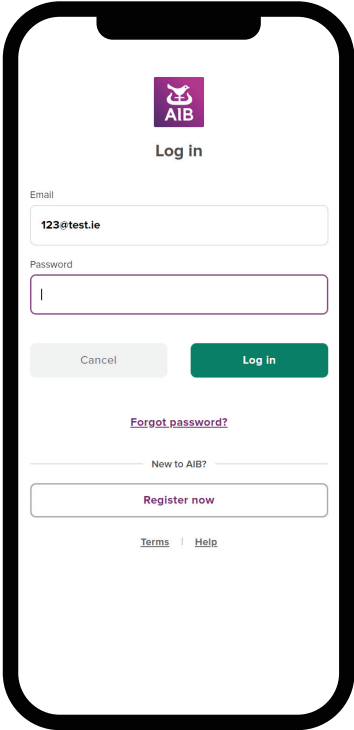 AIB
Log in
Email
123@test.ie
Password
Cancel Log in
Forgot password?
New to AIB?
Register now
Terms | Help